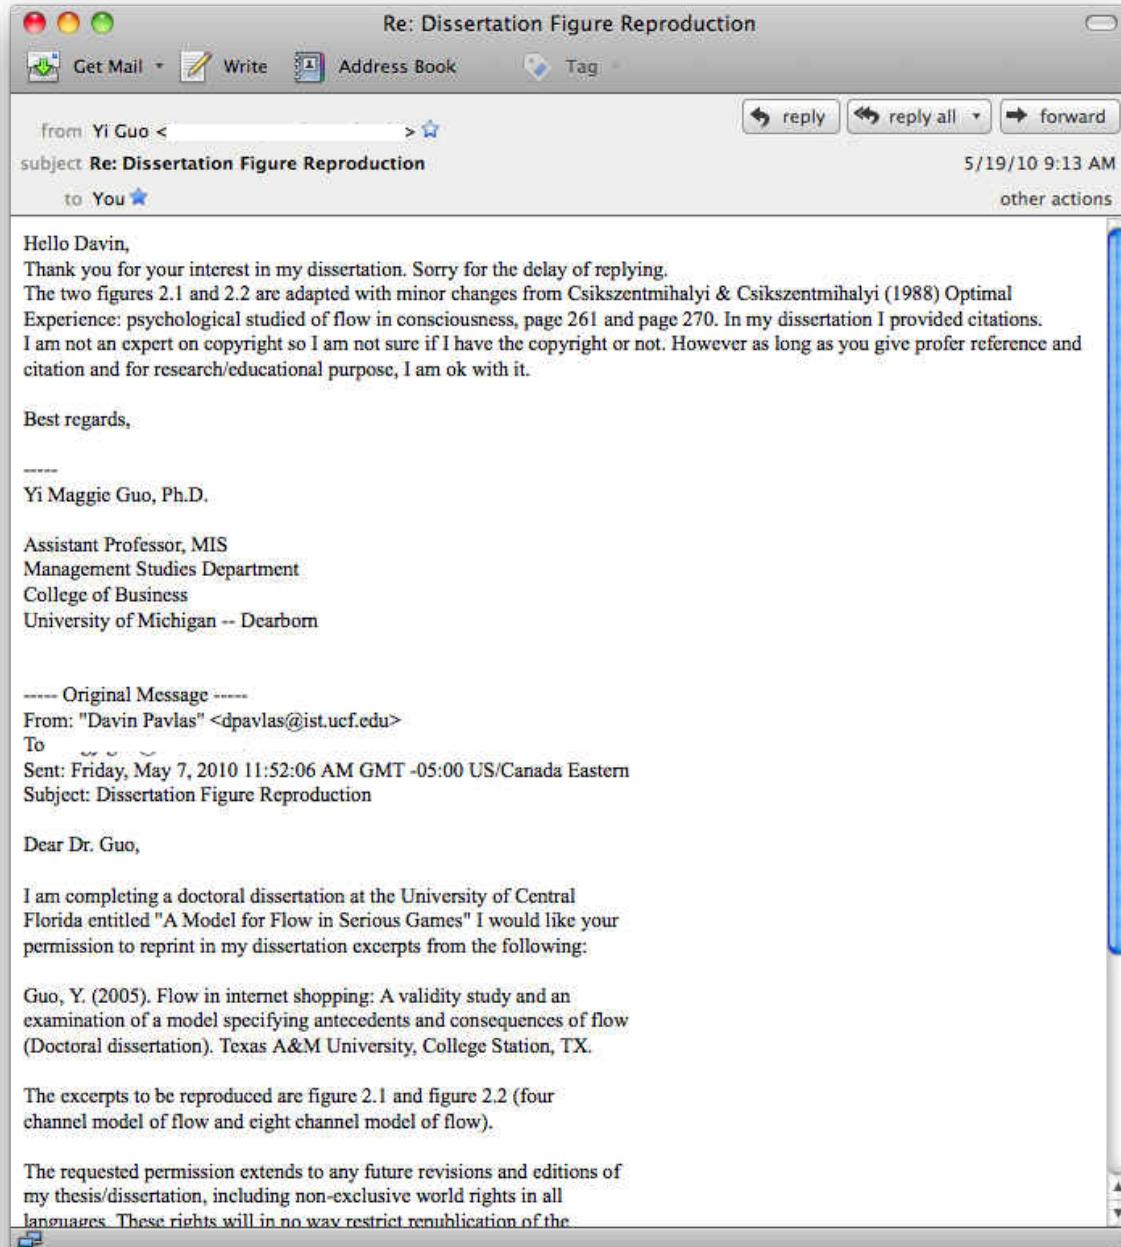 Re: Dissertation Figure Reproduction
Get Mail Write Address Book Tag
reply reply all forward
from Yi Guo < >
subject Re: Dissertation Figure Reproduction 5/19/10 9:13 AM
to You other actions
Hello Davin,
Thank you for your interest in my dissertation. Sorry for the delay of replying.
The two figures 2.1 and 2.2 are adapted with minor changes from Csikszentmihalyi & Csikszentmihalyi (1988) Optimal
Experience: psychological studied of flow in consciousness, page 261 and page 270. In my dissertation I provided citations.
I am not an expert on copyright so I am not sure if I have the copyright or not. However as long as you give profer reference and
citation and for research/educational purpose, I am ok with it.
Best regards,
-----
Yi Maggie Guo, Ph.D.
Assistant Professor, MIS
Management Studies Department
College of Business
University of Michigan -- Dearborn
----- Original Message -----
From: "Davin Pavlas" <dpavlas@ist.ucf.edu>
To
Sent: Friday, May 7, 2010 11:52:06 AM GMT -05:00 US/Canada Eastern
Subject: Dissertation Figure Reproduction
Dear Dr. Guo,
I am completing a doctoral dissertation at the University of Central
Florida entitled "A Model for Flow in Serious Games" I would like your
permission to reprint in my dissertation excerpts from the following:
Guo, Y. (2005). Flow in internet shopping: A validity study and an
examination of a model specifying antecedents and consequences of flow
(Doctoral dissertation). Texas A&M University, College Station, TX.
The excerpts to be reproduced are figure 2.1 and figure 2.2 (four
channel model of flow and eight channel model of flow).
The requested permission extends to any future revisions and editions of
my thesis/dissertation, including non-exclusive world rights in all
languages. These rights will in no way restrict republication of the